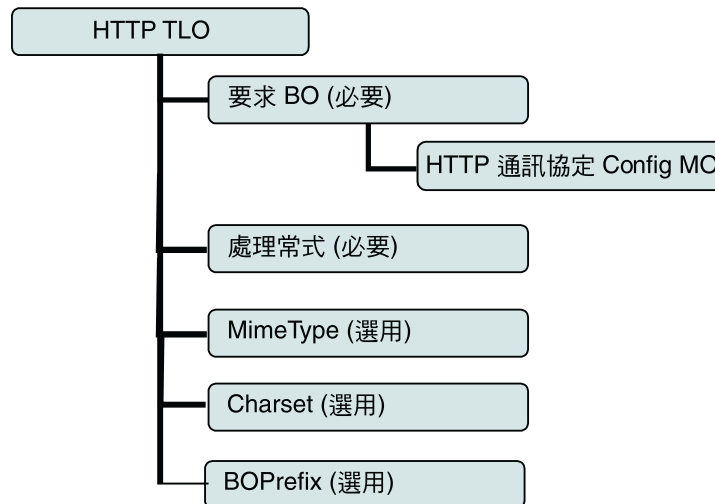 HTTP TLO
要求 BO (必要)
HTTP 通訊協定 Config MO
處理常式 (必要)
MimeType (選用)
Charset (選用)
BOPrefix (選用)